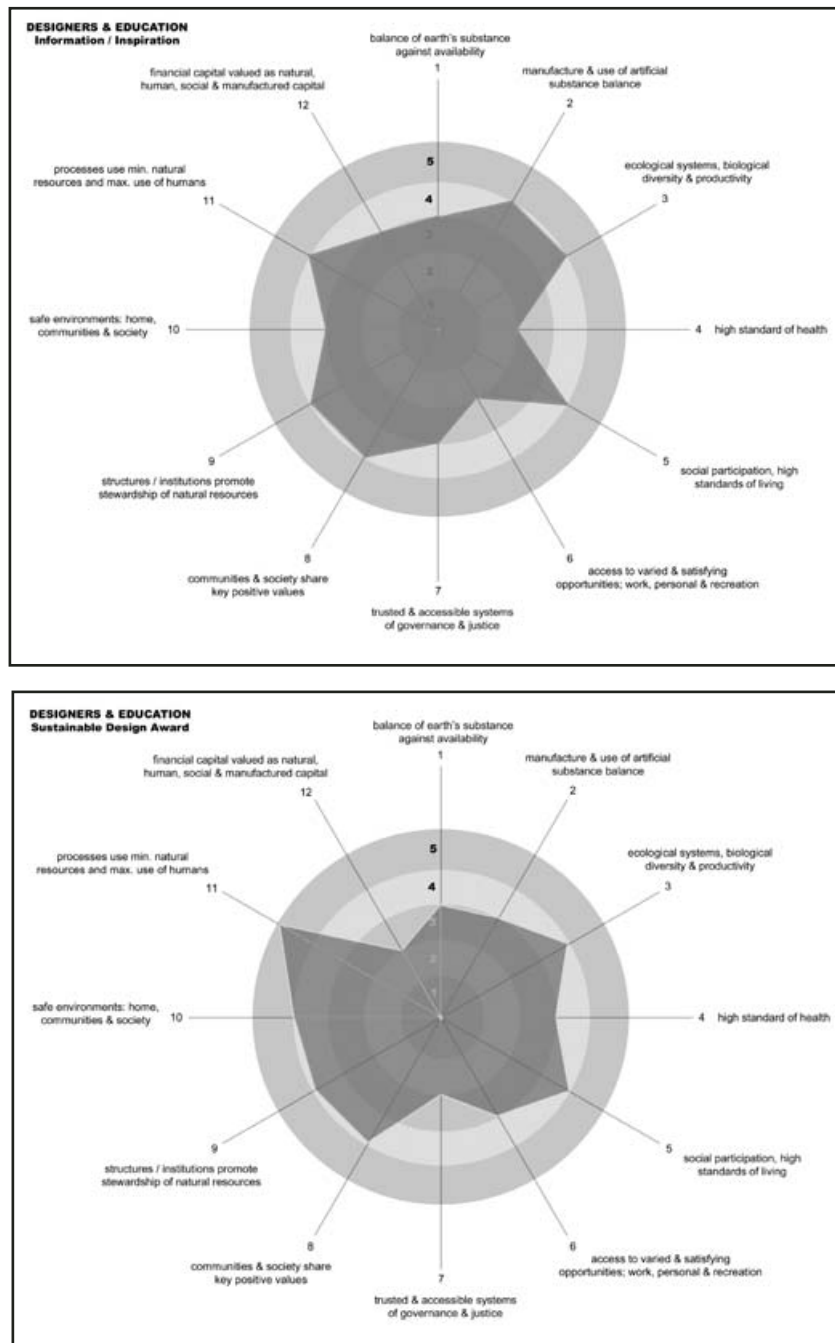 DESIGNERS & EDUCATION
Information / Inspiration
balance of earth's substance
against availability
1
manufacture & use of artificial
substance balance
2
ecological systems, biological
diversity & productivity
3
4 high standard of health
5
social participation, high
standards of living
6
access to varied & satisfying
opportunities; work, personal & recreation
7
trusted & accessible systems
of governance & justice
8
communities & society share
key positive values
9
structures / institutions promote
stewardship of natural resources
safe environments: home,
communities & society
10
processes use min. natural
resources and max. use of humans
11
financial capital valued as natural,
human, social & manufactured capital
12
5
4
3
2
1
DESIGNERS & EDUCATION
Sustainable Design Award
balance of earth's substance
against availability
1
manufacture & use of artificial
substance balance
2
ecological systems, biological
diversity & productivity
3
4 high standard of health
5
social participation, high
standards of living
6
access to varied & satisfying
opportunities; work, personal & recreation
7
trusted & accessible systems
of governance & justice
8
communities & society share
key positive values
9
structures / institutions promote
stewardship of natural resources
safe environments: home,
communities & society
10
processes use min. natural
resources and max. use of humans
11
financial capital valued as natural,
human, social & manufactured capital
12
5
4
3
2
1